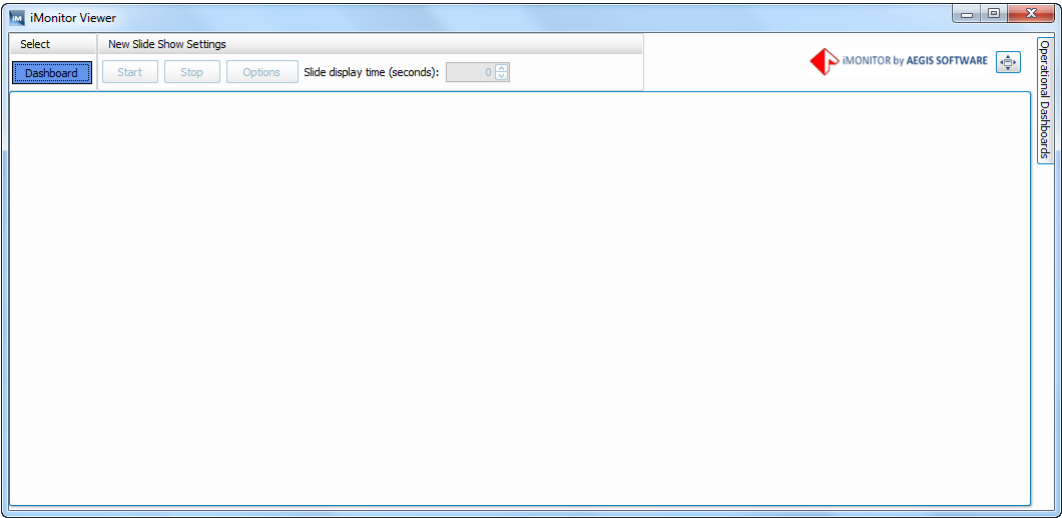 iM iMonitor Viewer
Select
New Slide Show Settings
Dashboard
Start
Stop
Options
Slide display time (seconds):
0
iMONITOR by AEGIS SOFTWARE
Operational Dashboards